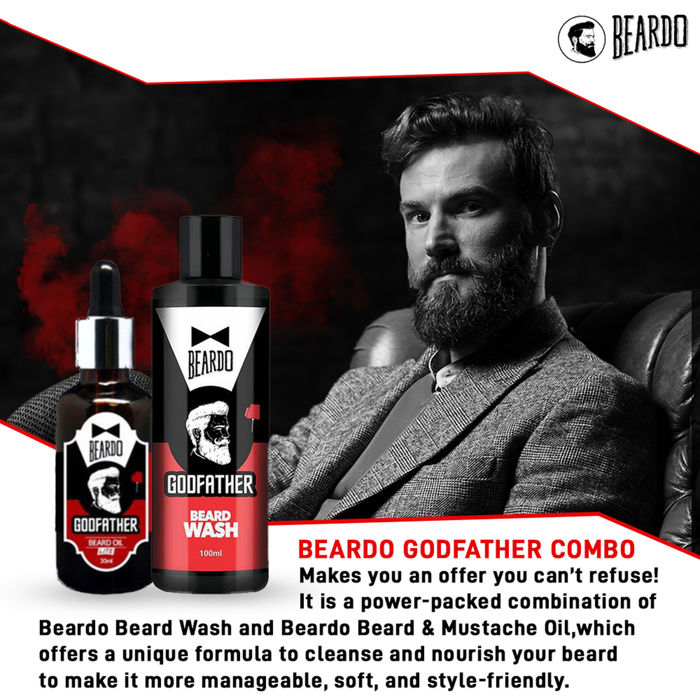 BEARDO
BEARDO
GODFATHER
BEARD
WASH
100ml
BEARDO
GODFATHER
BEARD OIL
LITE
30ml
BEARDO GODFATHER COMBO
Makes you an offer you can't refuse!
It is a power-packed combination of
Beardo Beard Wash and Beardo Beard & Mustache Oil,which
offers a unique formula to cleanse and nourish your beard
to make it more manageable, soft, and style-friendly.